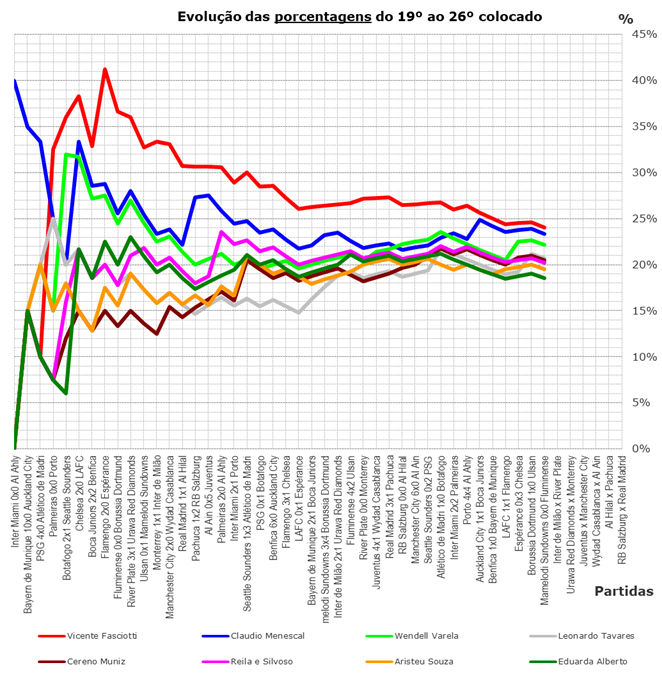 Evolução das porcentagens do 19º ao 26º colocado
%
45%
40%
35%
30%
25%
20%
15%
10%
5%
0%
Inter Miami 0x0 Al Ahly
Bayern de Munique 10x0 Auckland City
PSG 4x0 Atlético de Madri
Palmeiras 0x0 Porto
Botafogo 2x1 Seattle Sounders
Chelsea 2x0 LAFC
Boca Juniors 2x2 Benfica
Flamengo 2x0 Espérance
Fluminense 0x0 Borussia Dortmund
River Plate 3x1 Urawa Red Diamonds
Ulsan 0x1 Mamelodi Sundowns
Monterrey 1x1 Inter de Milão
Manchester City 2x0 Wydad Casablanca
Real Madrid 1x1 Al Hilal
Pachuca 1x2 RB Salzburg
Al Ain 0x5 Juventus
Palmeiras 2x0 Al Ahly
Inter Miami 2x1 Porto
Seattle Sounders 1x3 Atlético de Madri
PSG 0x1 Botafogo
Benfica 6x0 Auckland City
Flamengo 3x1 Chelsea
LAFC 0x1 Espérance
Bayern de Munique 2x1 Boca Juniors
melodi Sundowns 3x4 Borussia Dortmund
Inter de Milão 2x1 Urawa Red Diamonds
Fluminense 4x2 Ulsan
River Plate 0x0 Monterrey
Juventus 4x1 Wydad Casablanca
Real Madrid 3x1 Pachuca
RB Salzburg 0x0 Al Hilal
Manchester City 6x0 Al Ain
Seattle Sounders 0x2 PSG
Atlético de Madri 1x0 Botafogo
Inter Miami 2x2 Palmeiras
Porto 4x4 Al Ahly
Auckland City 1x1 Boca Juniors
Benfica 1x0 Bayern de Munique
LAFC 1x1 Flamengo
Espérance 0x3 Chelsea
Borussia Dortmund 1x0 Ulsan
Mamelodi Sundowns 0x0 Fluminense
Inter de Milão x River Plate
Urawa Red Diamonds x Monterrey
Juventus x Manchester City
Wydad Casablanca x Al Ain
Al Hilal x Pachuca
RB Salzburg x Real Madrid
Partidas
Vicente Fasciotti
Claudio Menescal
Wendell Varela
Leonardo Tavares
Cereno Muniz
Reila e Silvoso
Aristeu Souza
Eduarda Alberto